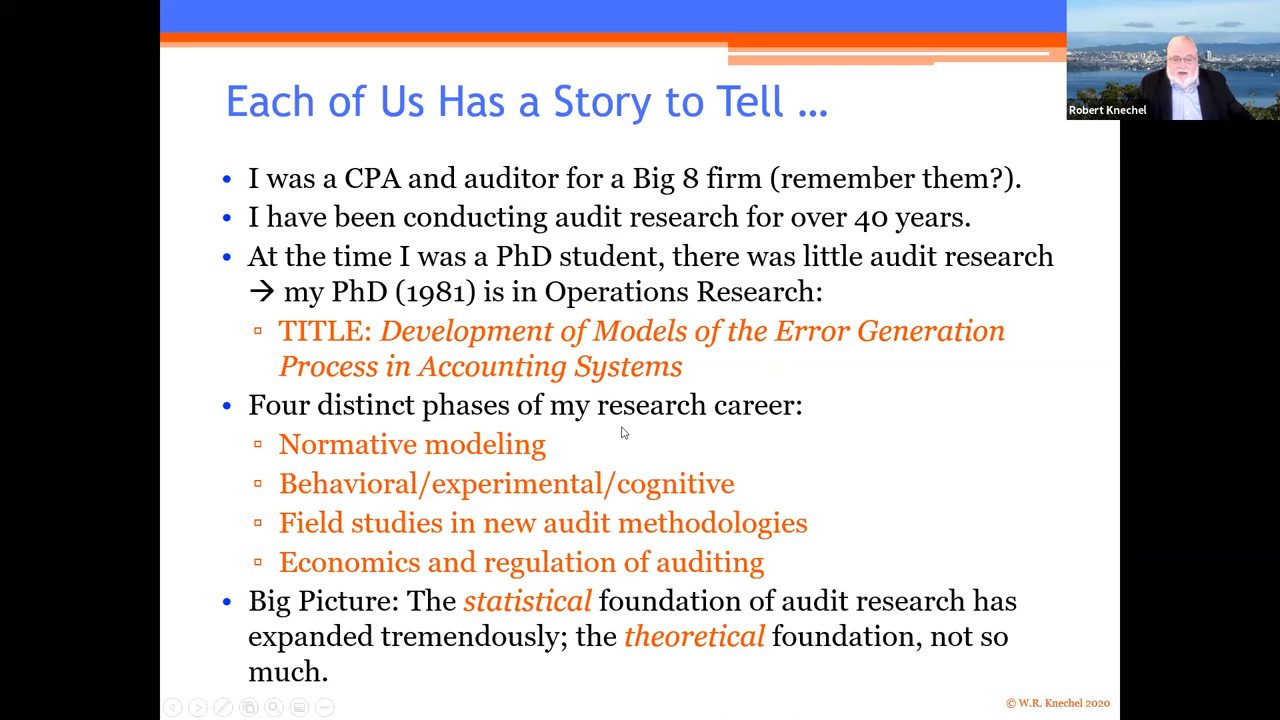 Each of Us Has a Story to Tell …
Robert Knechel
• I was a CPA and auditor for a Big 8 firm (remember them?).
• I have been conducting audit research for over 40 years.
• At the time I was a PhD student, there was little audit research
→ my PhD (1981) is in Operations Research:
▫ TITLE: Development of Models of the Error Generation
Process in Accounting Systems
• Four distinct phases of my research career:
▫ Normative modeling
▫ Behavioral/experimental/cognitive
▫ Field studies in new audit methodologies
▫ Economics and regulation of auditing
• Big Picture: The statistical foundation of audit research has
expanded tremendously; the theoretical foundation, not so
much.
© W.R. Knechel 2020